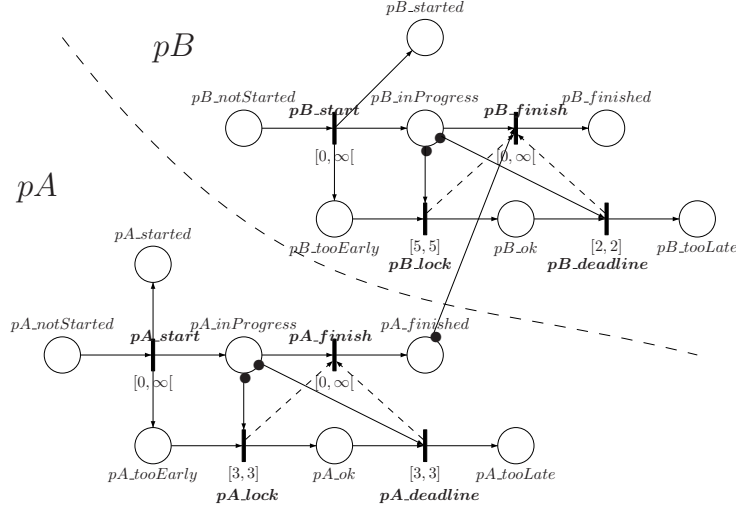 pB_started
pB
pB_notStarted pB_start pB_inProgress pB_finish pB_finished
[0, ∞[ [0, ∞[
pA
pA_started pB_tooEarly [5, 5] pB_ok [2, 2] pB_tooLate
pB_lock pB_deadline
pA_notStarted pA_start pA_inProgress pA_finish pA_finished
[0, ∞[ [0, ∞[
pA_tooEarly [3, 3] pA_ok [3, 3] pA_tooLate
pA_lock pA_deadline